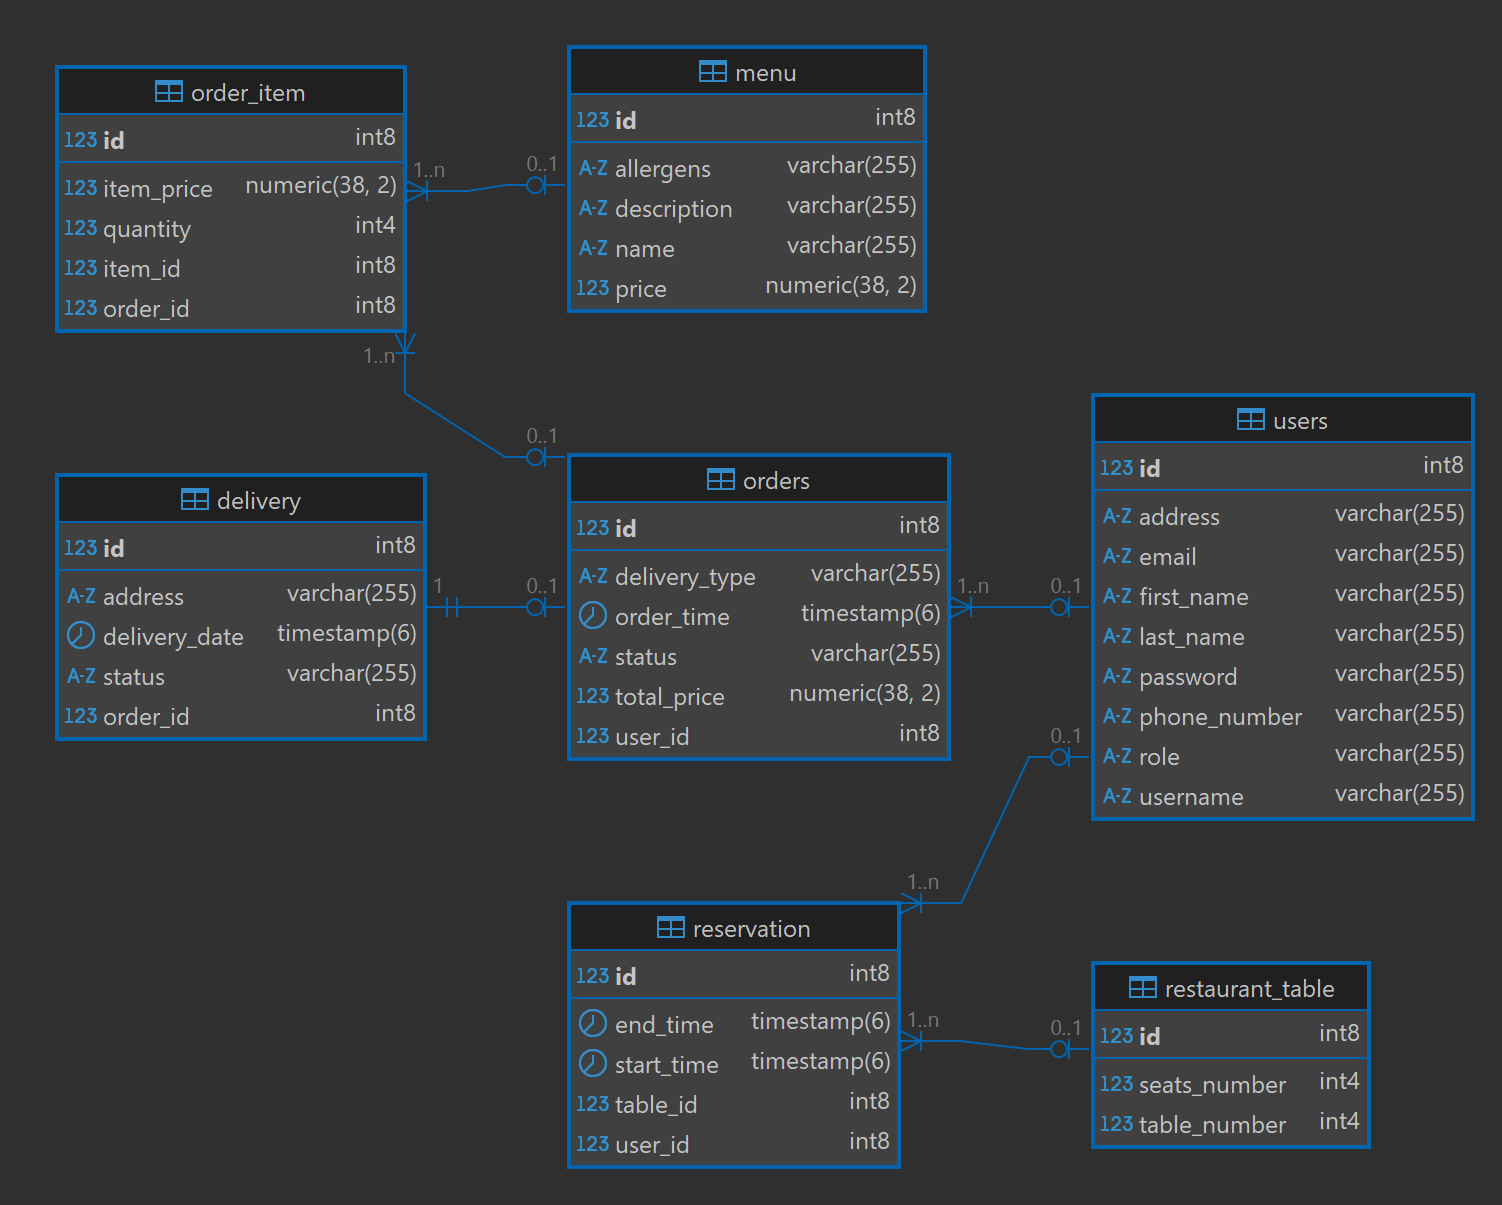 order_item
123 id int8
123 item_price numeric(38, 2)
123 quantity int4
123 item_id int8
123 order_id int8
1..n
0..1
menu
123 id int8
A-Z allergens varchar(255)
A-Z description varchar(255)
A-Z name varchar(255)
123 price numeric(38, 2)
1..n
0..1
delivery
123 id int8
A-Z address varchar(255)
delivery_date timestamp(6)
A-Z status varchar(255)
123 order_id int8
1
0..1
orders
123 id int8
A-Z delivery_type varchar(255)
order_time timestamp(6)
A-Z status varchar(255)
123 total_price numeric(38, 2)
123 user_id int8
1..n
0..1
users
123 id int8
A-Z address varchar(255)
A-Z email varchar(255)
A-Z first_name varchar(255)
A-Z last_name varchar(255)
A-Z password varchar(255)
A-Z phone_number varchar(255)
A-Z role varchar(255)
A-Z username varchar(255)
0..1
1..n
reservation
123 id int8
end_time timestamp(6)
start_time timestamp(6)
123 table_id int8
123 user_id int8
1..n
0..1
restaurant_table
123 id int8
123 seats_number int4
123 table_number int4